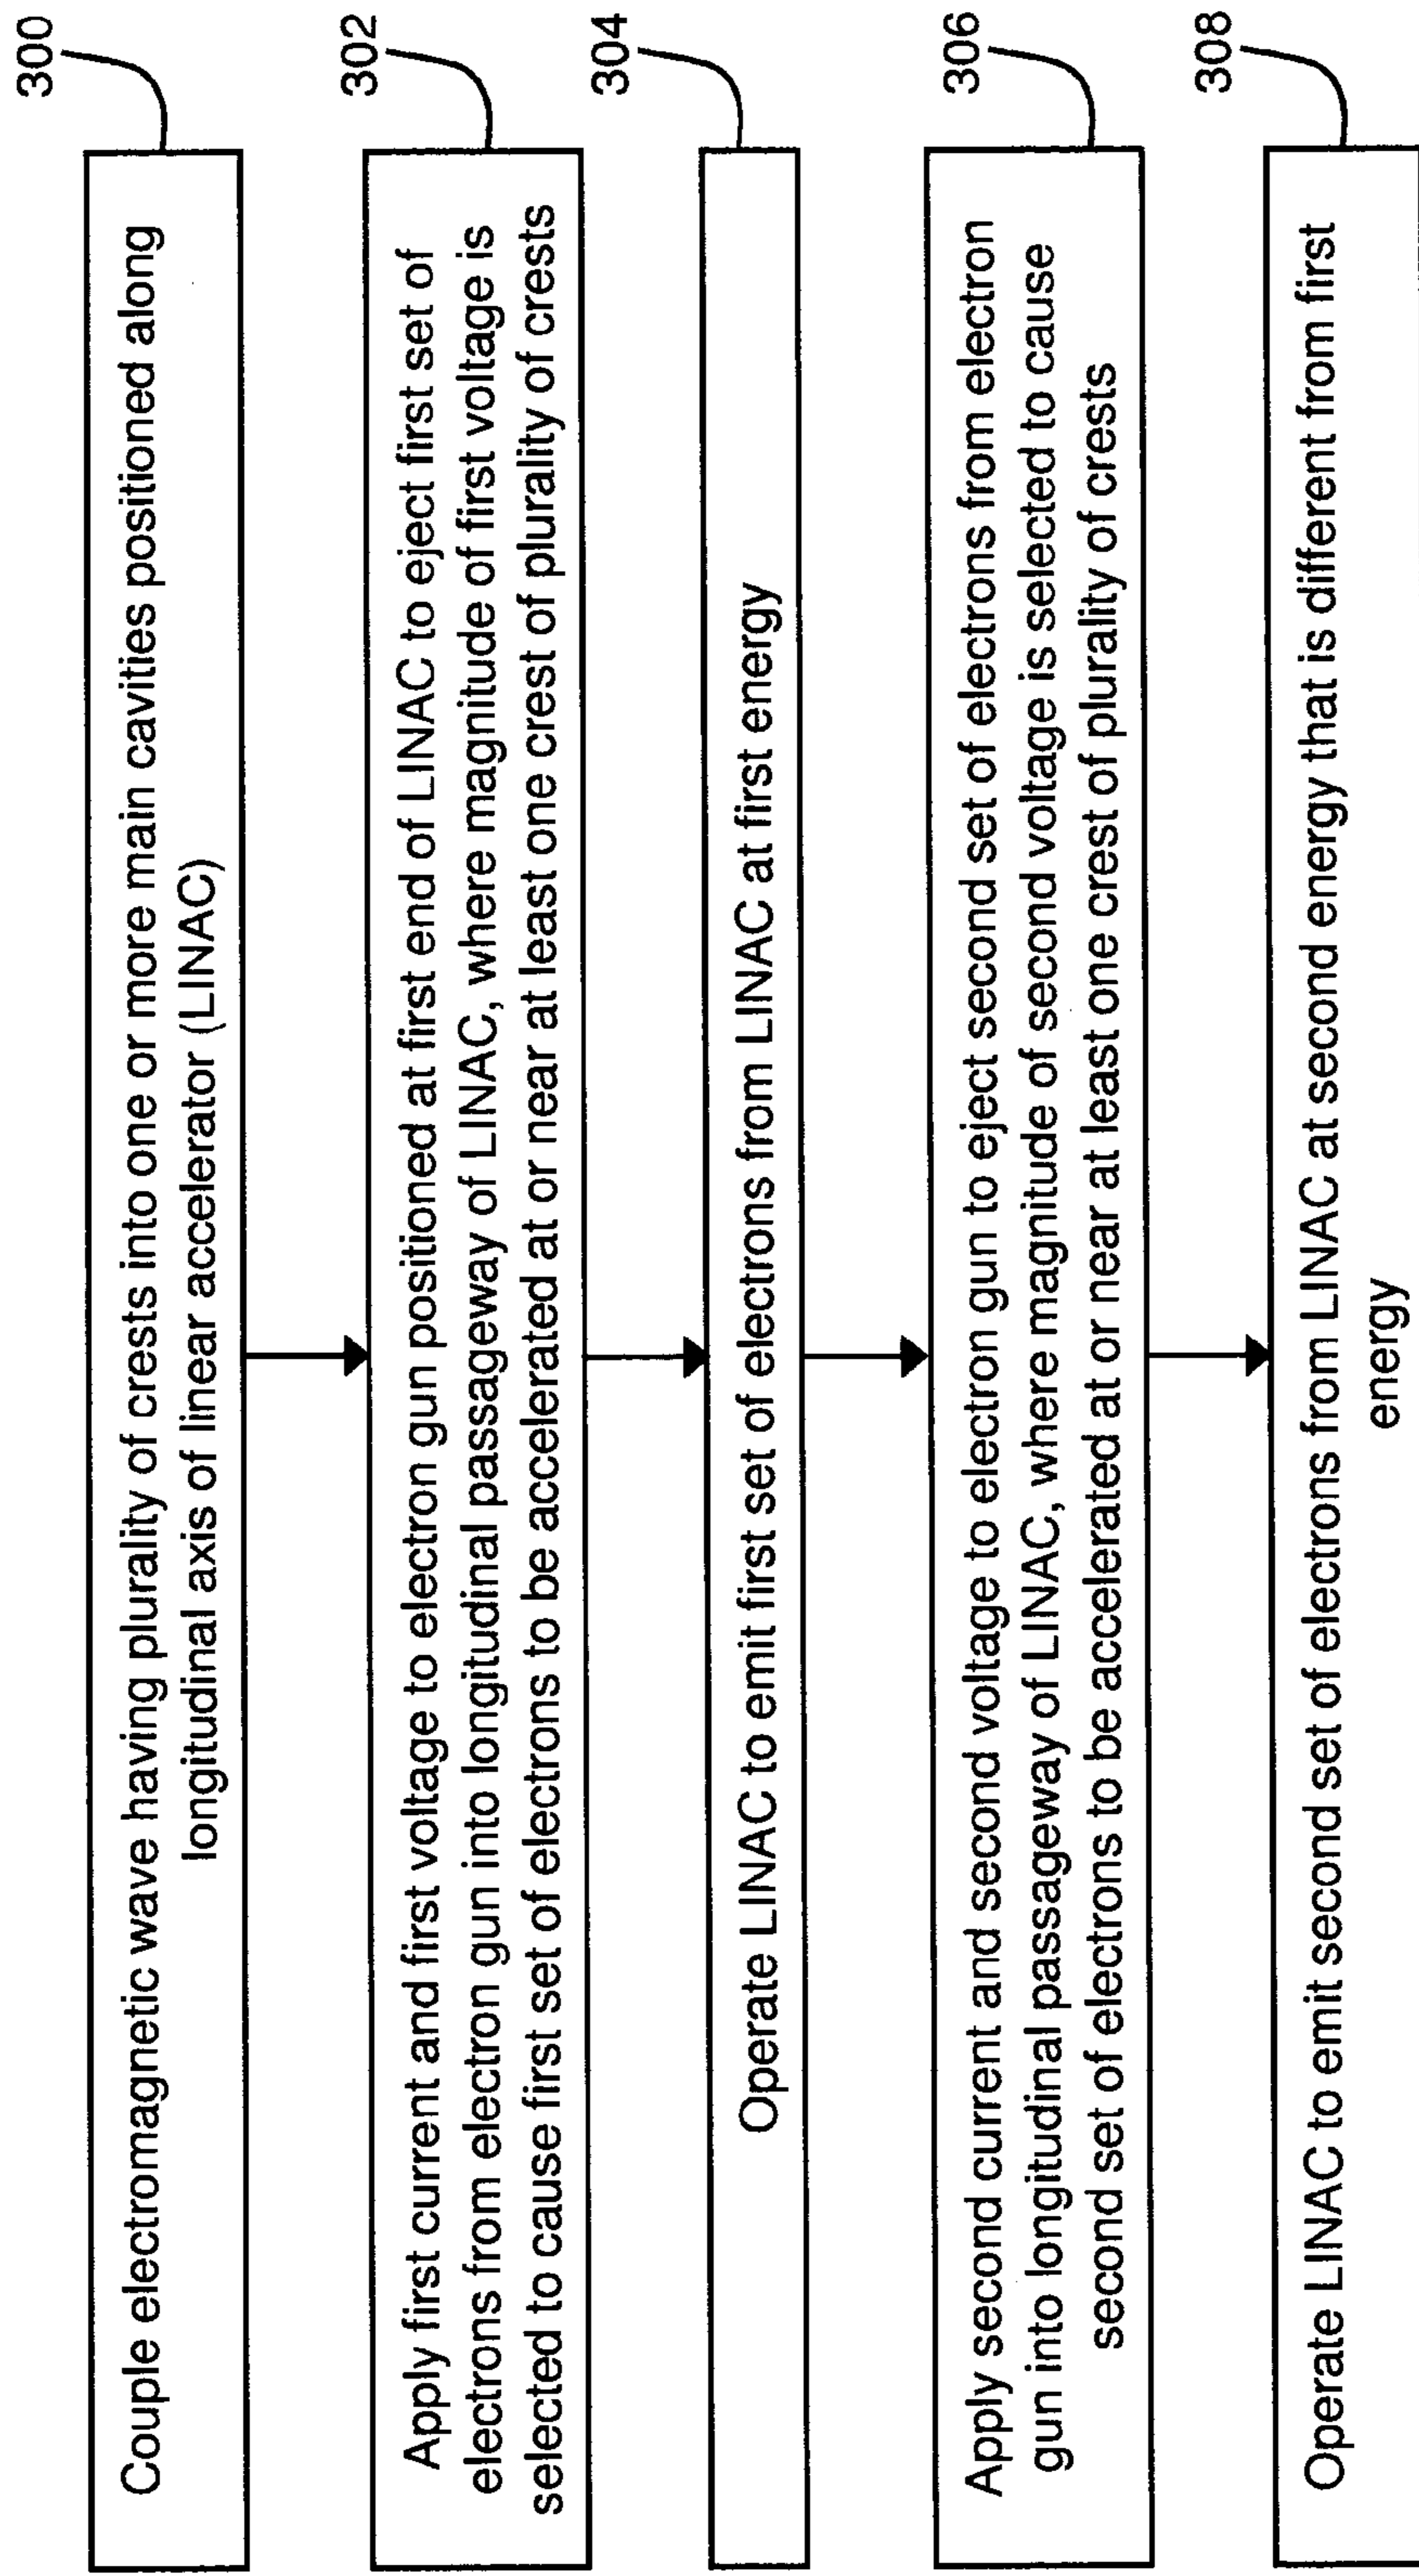 300
Couple electromagnetic wave having plurality of crests into one or more main cavities positioned along
longitudinal axis of linear accelerator (LINAC)
302
Apply first current and first voltage to electron gun positioned at first end of LINAC to eject first set of
electrons from electron gun into longitudinal passageway of LINAC, where magnitude of first voltage is
selected to cause first set of electrons to be accelerated at or near at least one crest of plurality of crests
304
Operate LINAC to emit first set of electrons from LINAC at first energy
306
Apply second current and second voltage to electron gun to eject second set of electrons from electron
gun into longitudinal passageway of LINAC, where magnitude of second voltage is selected to cause
second set of electrons to be accelerated at or near at least one crest of plurality of crests
308
Operate LINAC to emit second set of electrons from LINAC at second energy that is different from first
energy